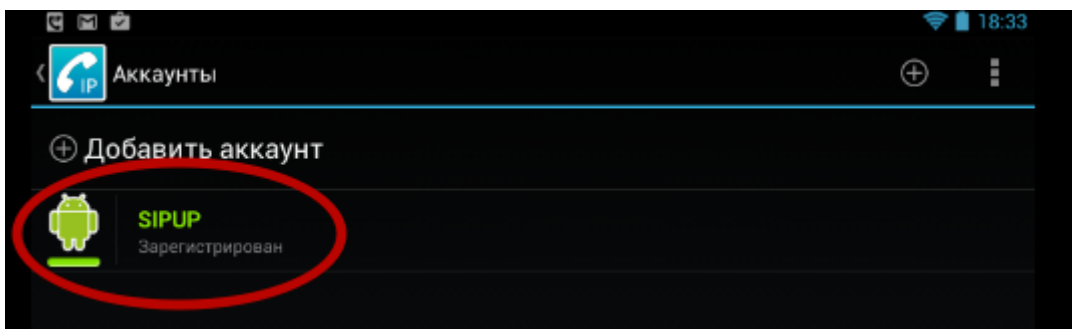 18:33
IP Аккаунты
Добавить аккаунт
SIPUP
Зарегистрирован